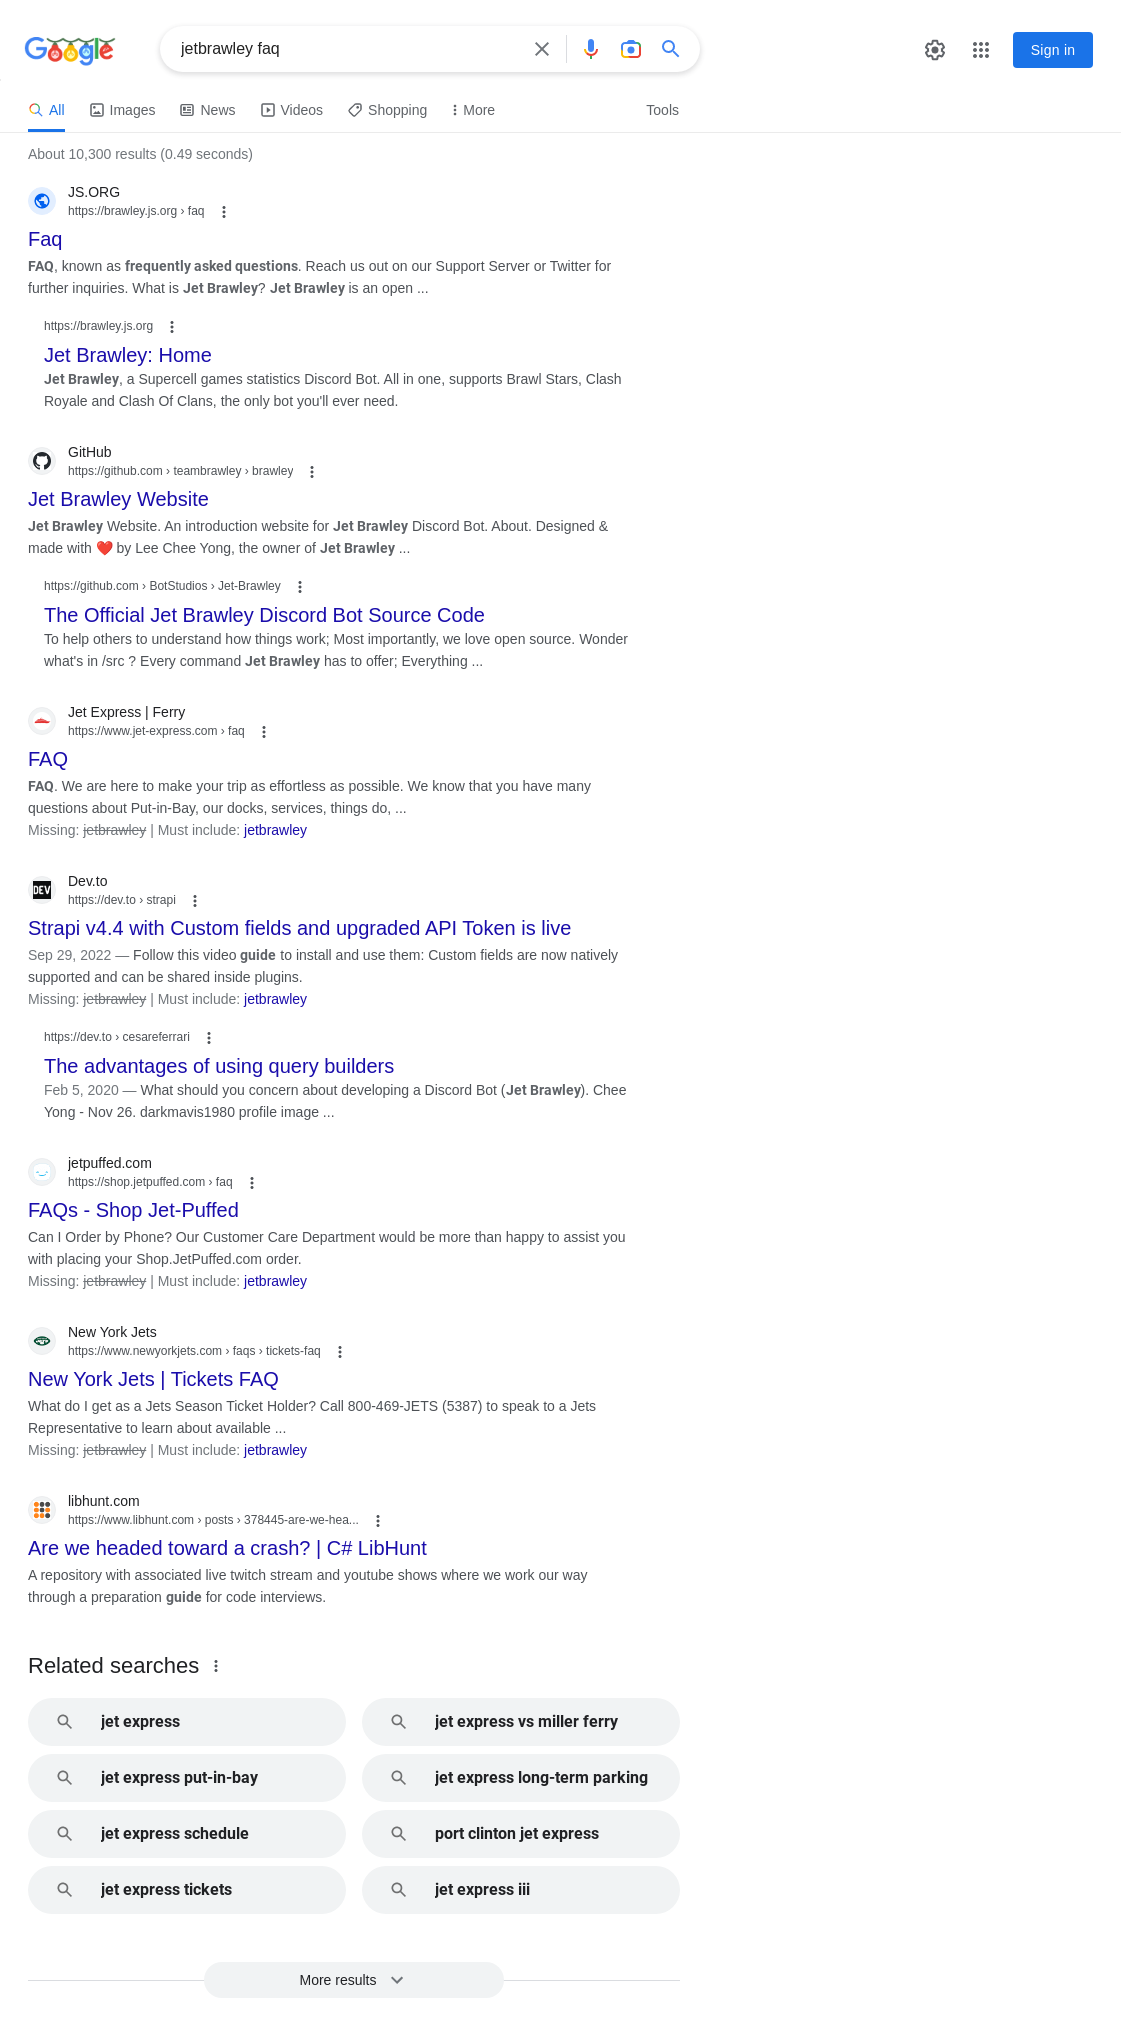 Google
jetbrawley faq
Sign in
All Images News Videos Shopping More Tools
About 10,300 results (0.49 seconds)
JS.ORG
https://brawley.js.org › faq
Faq
FAQ, known as frequently asked questions. Reach us out on our Support Server or Twitter for
further inquiries. What is Jet Brawley? Jet Brawley is an open ...
https://brawley.js.org
Jet Brawley: Home
Jet Brawley, a Supercell games statistics Discord Bot. All in one, supports Brawl Stars, Clash
Royale and Clash Of Clans, the only bot you'll ever need.
GitHub
https://github.com › teambrawley › brawley
Jet Brawley Website
Jet Brawley Website. An introduction website for Jet Brawley Discord Bot. About. Designed &
made with ❤️ by Lee Chee Yong, the owner of Jet Brawley ...
https://github.com › BotStudios › Jet-Brawley
The Official Jet Brawley Discord Bot Source Code
To help others to understand how things work; Most importantly, we love open source. Wonder
what's in /src ? Every command Jet Brawley has to offer; Everything ...
Jet Express | Ferry
https://www.jet-express.com › faq
FAQ
FAQ. We are here to make your trip as effortless as possible. We know that you have many
questions about Put-in-Bay, our docks, services, things do, ...
Missing: jetbrawley | Must include: jetbrawley
DEV
Dev.to
https://dev.to › strapi
Strapi v4.4 with Custom fields and upgraded API Token is live
Sep 29, 2022 — Follow this video guide to install and use them: Custom fields are now natively
supported and can be shared inside plugins.
Missing: jetbrawley | Must include: jetbrawley
https://dev.to › cesareferrari
The advantages of using query builders
Feb 5, 2020 — What should you concern about developing a Discord Bot (Jet Brawley). Chee
Yong - Nov 26. darkmavis1980 profile image ...
jetpuffed.com
https://shop.jetpuffed.com › faq
FAQs - Shop Jet-Puffed
Can I Order by Phone? Our Customer Care Department would be more than happy to assist you
with placing your Shop.JetPuffed.com order.
Missing: jetbrawley | Must include: jetbrawley
New York Jets
https://www.newyorkjets.com › faqs › tickets-faq
New York Jets | Tickets FAQ
What do I get as a Jets Season Ticket Holder? Call 800-469-JETS (5387) to speak to a Jets
Representative to learn about available ...
Missing: jetbrawley | Must include: jetbrawley
libhunt.com
https://www.libhunt.com › posts › 378445-are-we-hea...
Are we headed toward a crash? | C# LibHunt
A repository with associated live twitch stream and youtube shows where we work our way
through a preparation guide for code interviews.
Related searches
jet express
jet express vs miller ferry
jet express put-in-bay
jet express long-term parking
jet express schedule
port clinton jet express
jet express tickets
jet express iii
More results